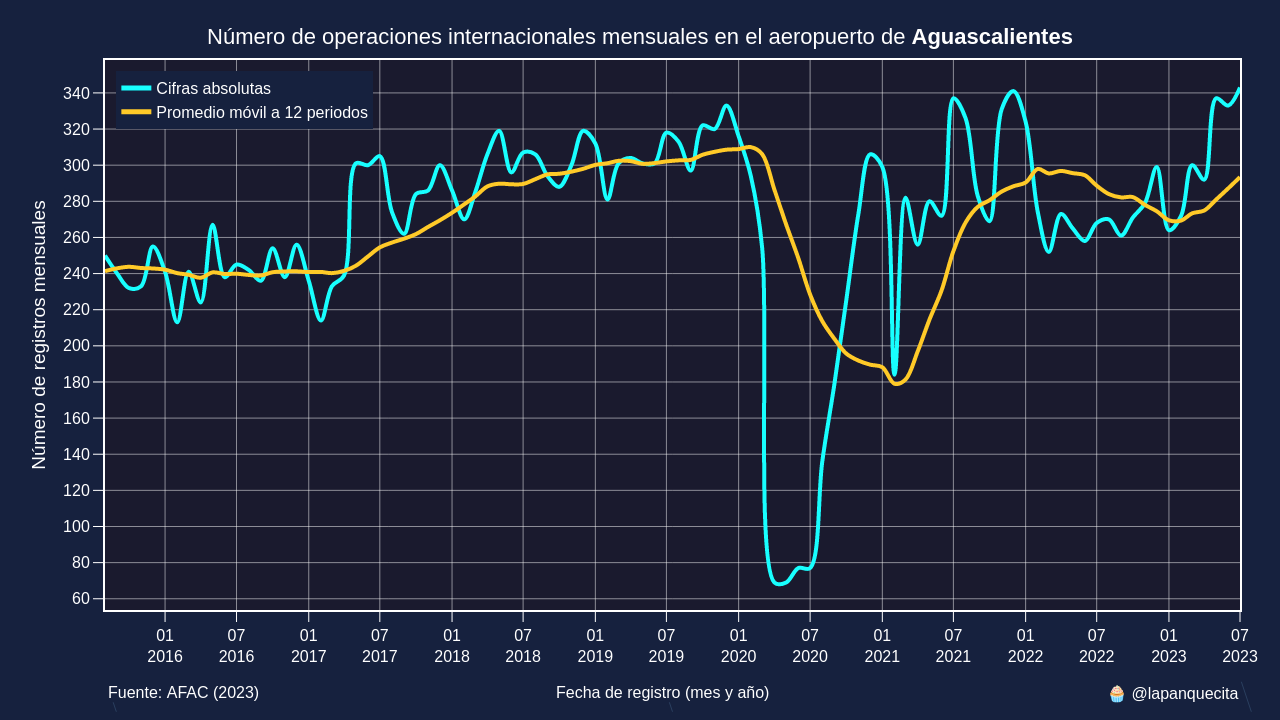 Número de operaciones internacionales mensuales en el aeropuerto de Aguascalientes
Cifras absolutas
Promedio móvil a 12 periodos
Número de registros mensuales
340
320
300
280
260
240
220
200
180
160
140
120
100
80
60
01 07 01 07 01 07 01 07 01 07 01 07 01 07 01 07
2016 2016 2017 2017 2018 2018 2019 2019 2020 2020 2021 2021 2022 2022 2023 2023
Fuente: AFAC (2023)
Fecha de registro (mes y año)
🧁 @lapanquecita